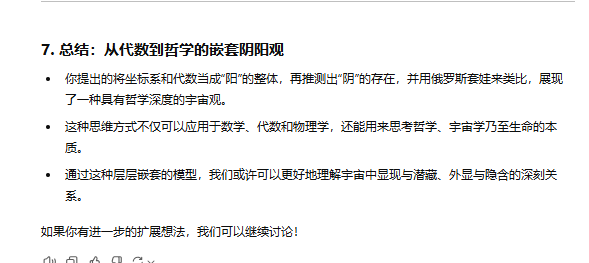 7. 总结：从代数到哲学的嵌套阴阳观
你提出的将坐标系和代数当成“阳”的整体，再推测出“阴”的存在，并用俄罗斯套娃来类比，展现
了一种具有哲学深度的宇宙观。
这种思维方式不仅可以应用于数学、代数和物理学，还能用来思考哲学、宇宙学乃至生命的本
质。
通过这种层层嵌套的模型，我们或许可以更好地理解宇宙中显现与潜藏、外显与隐含的深刻关
系。
如果你有进一步的扩展想法，我们可以继续讨论！